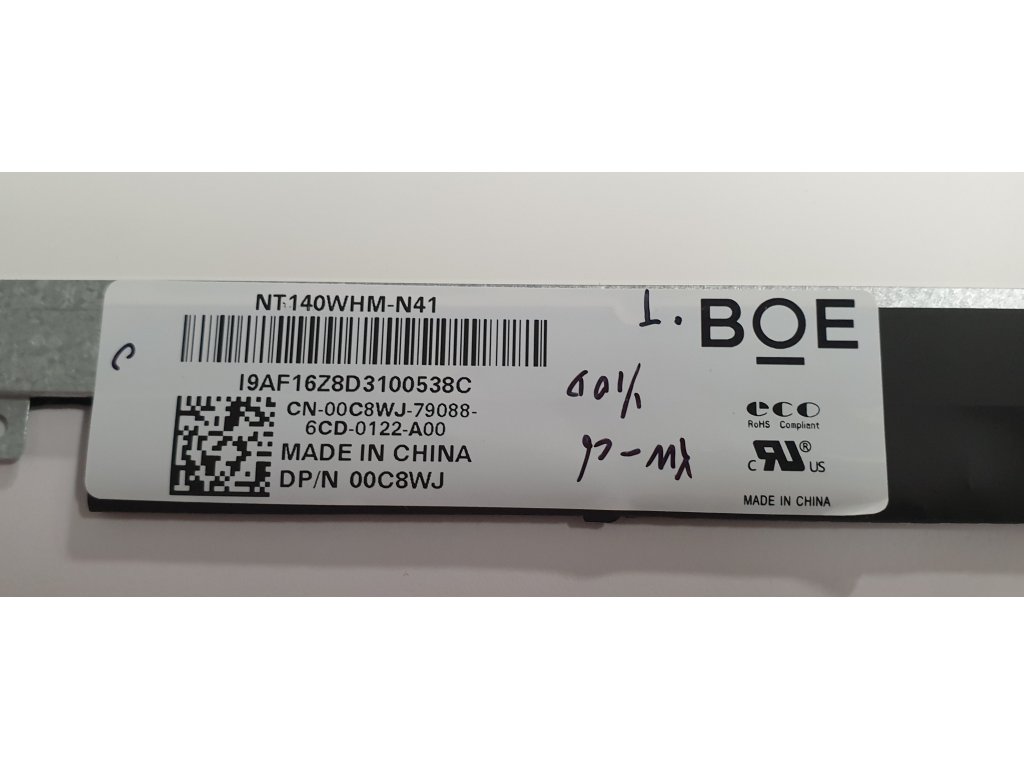 NT140WHM-N41
I9AF16Z8D3100538C
CN-00C8WJ-79088-
6CD-0122-A00
MADE IN CHINA
DP/N 00C8WJ
BOE
eco
RoHS Compliant
c RU ® US
MADE IN CHINA